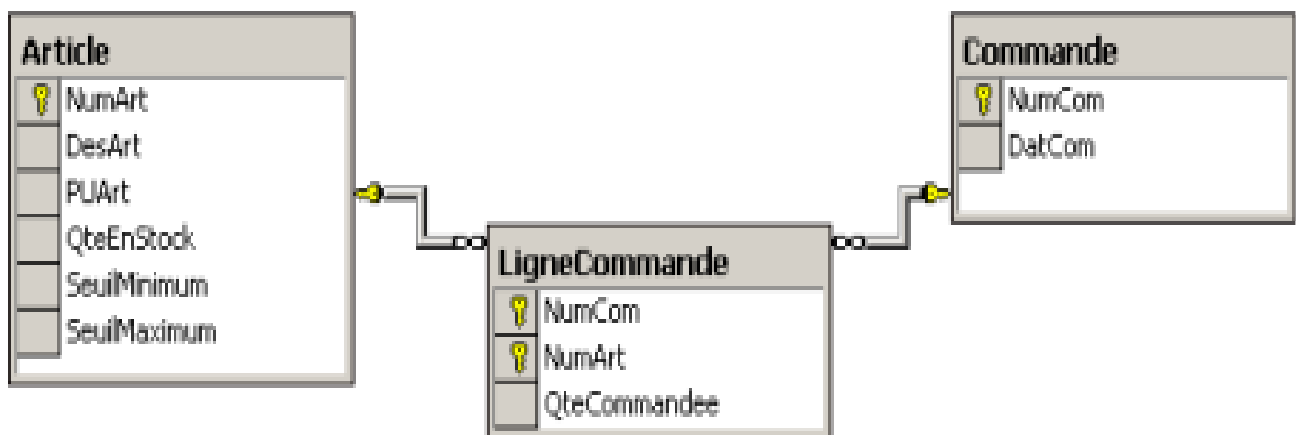 Article
NumArt
DesArt
PUArt
QteEnStock
SeuilMinimum
SeuilMaximum
Commande
NumCom
DatCom
LigneCommande
NumCom
NumArt
QteCommandee